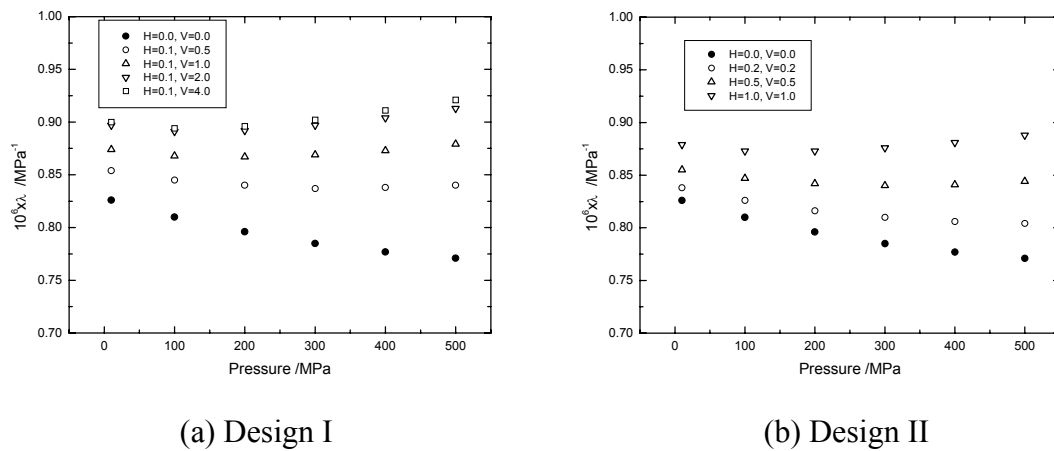 1.00
0.95
0.90
0.85
0.80
0.75
0.70
10⁶xλ /MPa⁻¹
H=0.0, V=0.0
H=0.1, V=0.5
H=0.1, V=1.0
H=0.1, V=2.0
H=0.1, V=4.0
0 100 200 300 400 500
Pressure /MPa
(a) Design I
1.00
0.95
0.90
0.85
0.80
0.75
0.70
10⁶xλ /MPa⁻¹
H=0.0, V=0.0
H=0.2, V=0.2
H=0.5, V=0.5
H=1.0, V=1.0
0 100 200 300 400 500
Pressure /MPa
(b) Design II